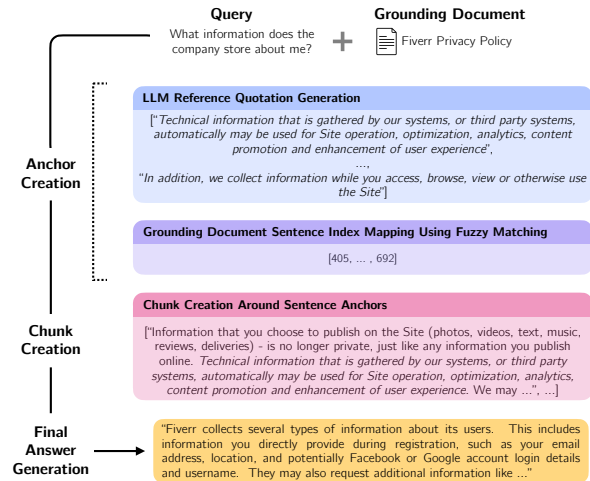 Query
Grounding Document
What information does the
company store about me?
+
Fiverr Privacy Policy
LLM Reference Quotation Generation
["Technical information that is gathered by our systems, or third party systems,
automatically may be used for Site operation, optimization, analytics, content
promotion and enhancement of user experience",
...,
"In addition, we collect information while you access, browse, view or otherwise use
the Site"]
Anchor
Creation
Grounding Document Sentence Index Mapping Using Fuzzy Matching
[405, ... , 692]
Chunk Creation Around Sentence Anchors
["Information that you choose to publish on the Site (photos, videos, text, music,
reviews, deliveries) - is no longer private, just like any information you publish
online. Technical information that is gathered by our systems, or third party
systems, automatically may be used for Site operation, optimization, analytics,
content promotion and enhancement of user experience. We may ...", ...]
Chunk
Creation
Final
Answer
Generation
"Fiverr collects several types of information about its users. This includes
information you directly provide during registration, such as your email
address, location, and potentially Facebook or Google account login details
and username. They may also request additional information like ..."